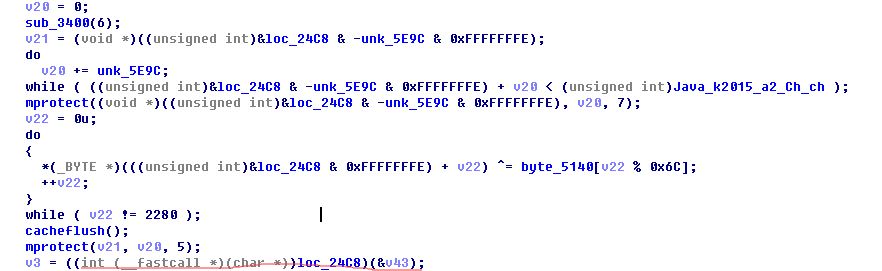 v20 = 0;
sub_3400(6);
v21 = (void *)((unsigned int)&loc_24C8 & -unk_5E9C & 0xFFFFFFFE);
do
v20 += unk_5E9C;
while ( ((unsigned int)&loc_24C8 & -unk_5E9C & 0xFFFFFFFE) + v20 < (unsigned int)Java_k2015_a2_Ch_ch );
mprotect((void *)((unsigned int)&loc_24C8 & -unk_5E9C & 0xFFFFFFFE), v20, 7);
v22 = 0u;
do
{
*(_BYTE *)(((unsigned int)&loc_24C8 & 0xFFFFFFFE) + v22) ^= byte_5140[v22 % 0x6C];
++v22;
}
while ( v22 != 2280 );
cacheflush();
mprotect(v21, v20, 5);
v3 = ((int (__fastcall *)(char *))loc_24C8)(&v43);